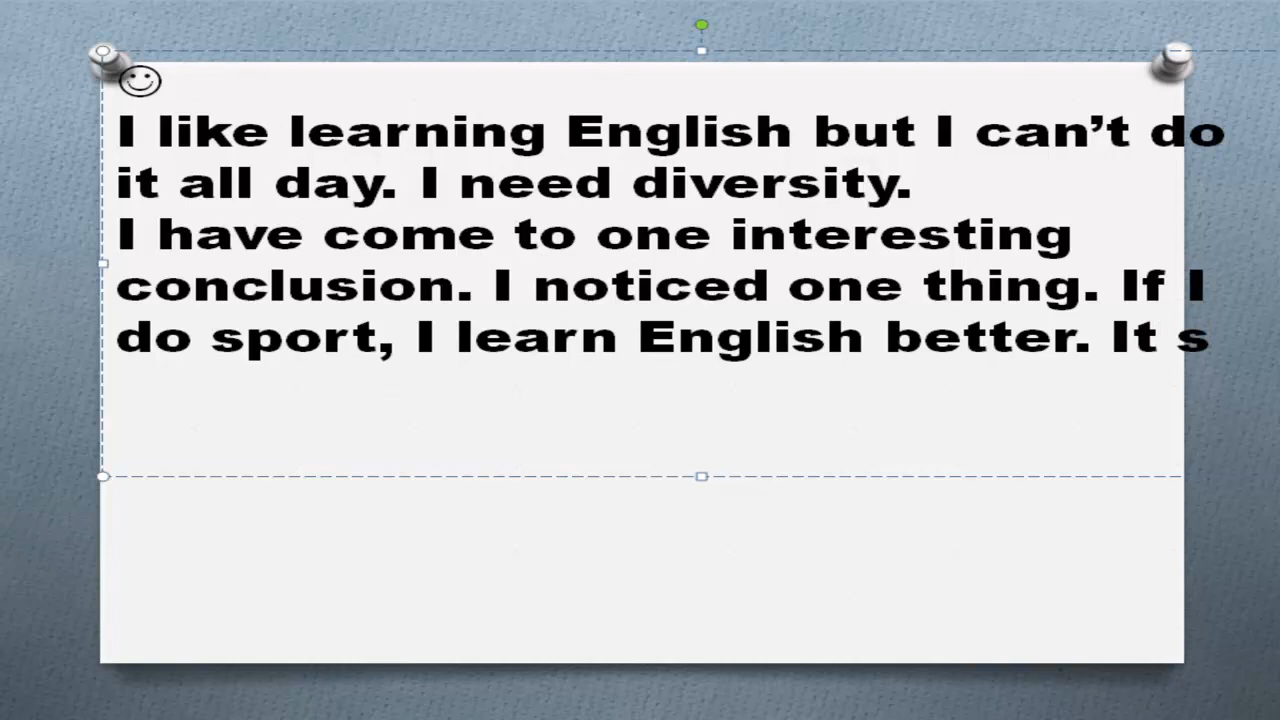 I like learning English but I can’t do
it all day. I need diversity.
I have come to one interesting
conclusion. I noticed one thing. If I
do sport, I learn English better. It s